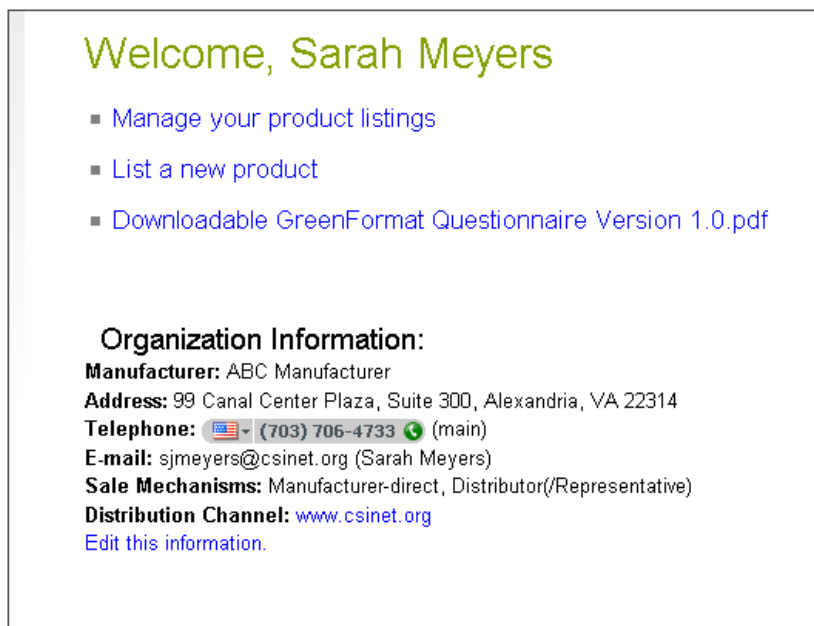 Welcome, Sarah Meyers
Manage your product listings
List a new product
Downloadable GreenFormat Questionnaire Version 1.0.pdf
Organization Information:
Manufacturer: ABC Manufacturer
Address: 99 Canal Center Plaza, Suite 300, Alexandria, VA 22314
Telephone: (703) 706-4733 (main)
E-mail: sjmeyers@csinet.org (Sarah Meyers)
Sale Mechanisms: Manufacturer-direct, Distributor(/Representative)
Distribution Channel: www.csinet.org
Edit this information.